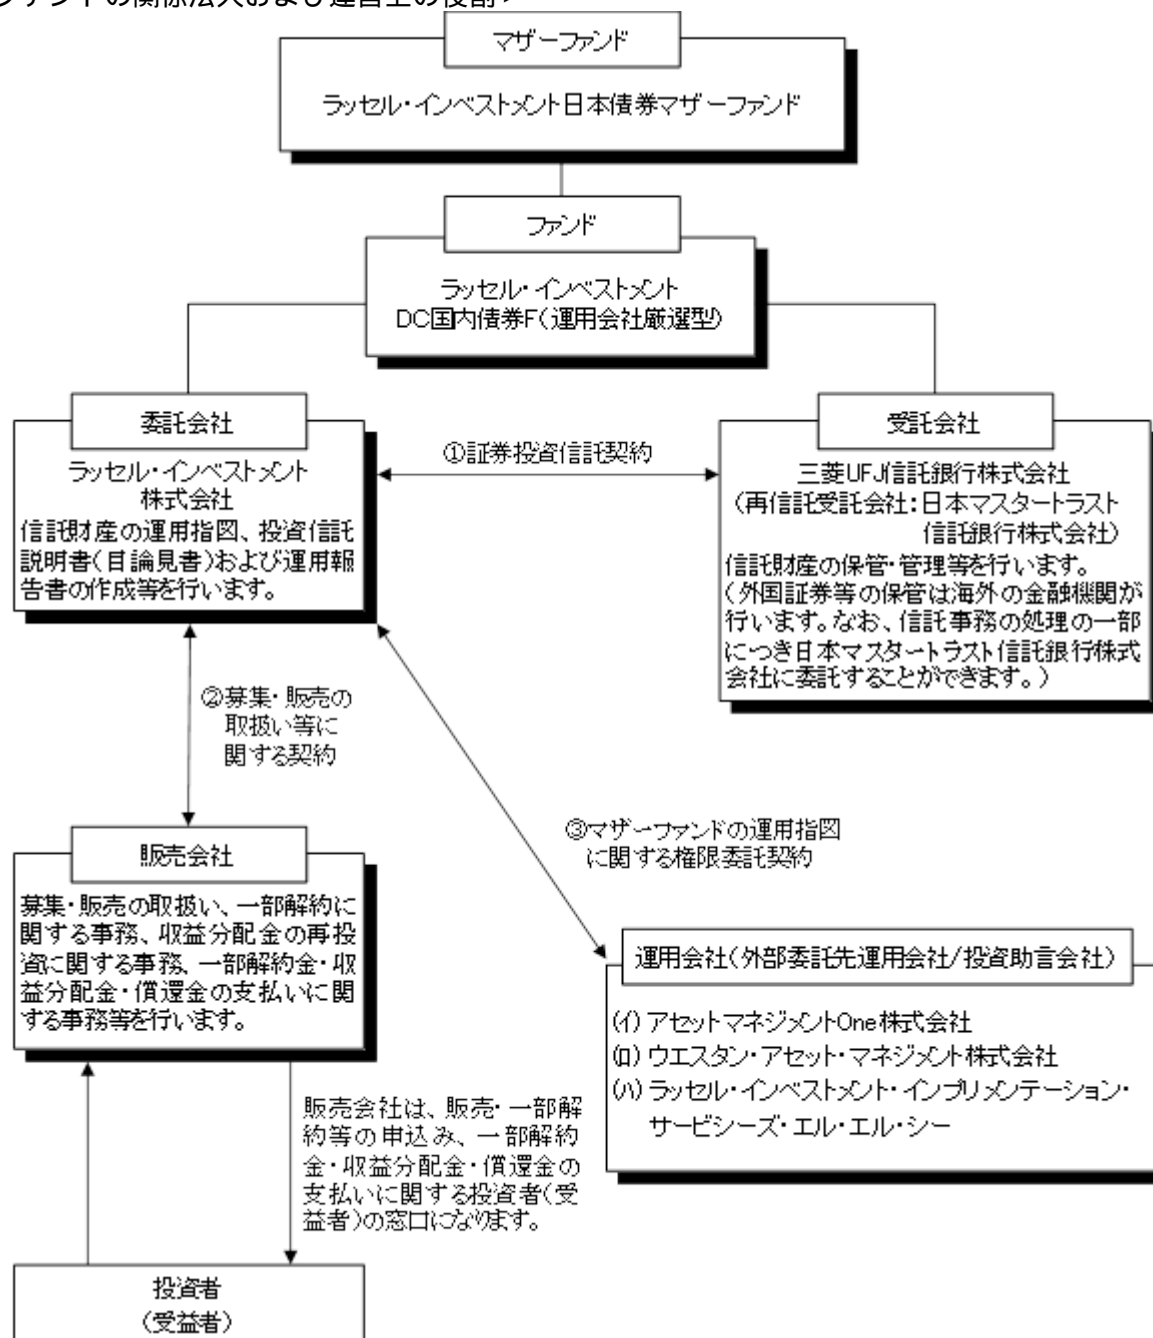 ファンドの関係法人および運営上の役割>
マザーファンド
ラッセル・インベストメント日本債券マザーファンド
ファンド
ラッセル・インベストメント
DC国内債券F(運用会社厳選型)
委託会社
ラッセル・インベストメント
株式会社
信託財産の運用指図、投資信託
説明書(目論見書)および運用報
告書の作成等を行います。
①証券投資信託契約
受託会社
三菱UFJ信託銀行株式会社
(再信託受託会社:日本マスタートラスト
信託銀行株式会社)
信託財産の保管・管理等を行います。
(外国証券等の保管は海外の金融機関が
行います。なお、信託事務の処理の一部
につき日本マスタートラスト信託銀行株式
会社に委託することができます。)
②募集・販売の
取扱い等に
関する契約
③マザーファンドの運用指図
に関する権限委託契約
販売会社
募集・販売の取扱い、一部解約に
関する事務、収益分配金の再投
資に関する事務、一部解約金・収
益分配金・償還金の支払いに関
する事務等を行います。
運用会社(外部委託先運用会社/投資助言会社)
(イ) アセットマネジメントOne株式会社
(ロ) ウエスタン・アセット・マネジメント株式会社
(ハ) ラッセル・インベストメント・インプリメンテーション・
サービシーズ・エル・エル・シー
販売会社は、販売・一部解
約等の申込み、一部解約
金・収益分配金・償還金の
支払いに関する投資者(受
益者)の窓口になります。
投資者
(受益者)